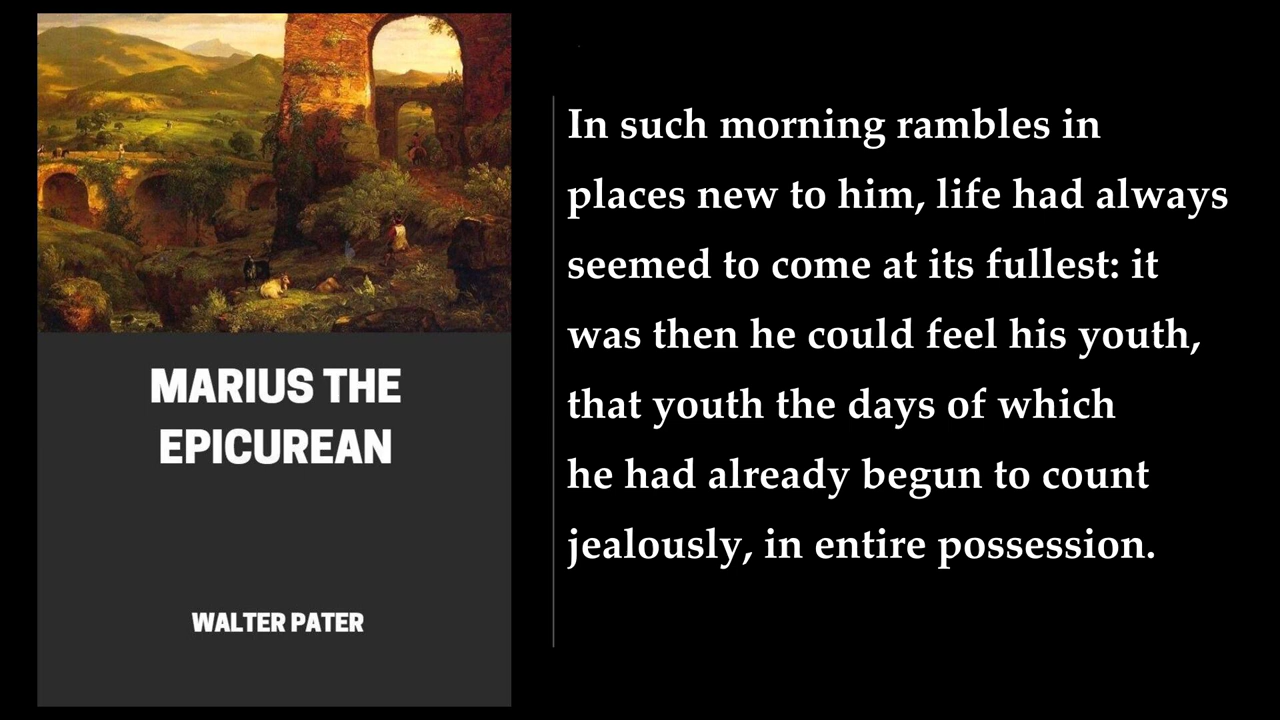 MARIUS THE
EPICUREAN
WALTER PATER
In such morning rambles in
places new to him, life had always
seemed to come at its fullest: it
was then he could feel his youth,
that youth the days of which
he had already begun to count
jealously, in entire possession.